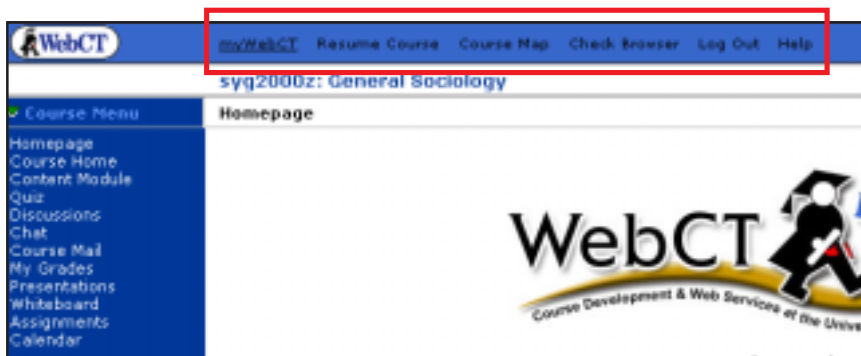 WebCT
myWebCT Resume Course Course Map Check Browser Log Out Help
syg2000z: General Sociology
Course Menu
Homepage
Homepage
Course Home
Content Module
Quiz
Discussions
Chat
Course Mail
My Grades
Presentations
Whiteboard
Assignments
Calendar
WebCT
Course Development & Web Services at the Unive